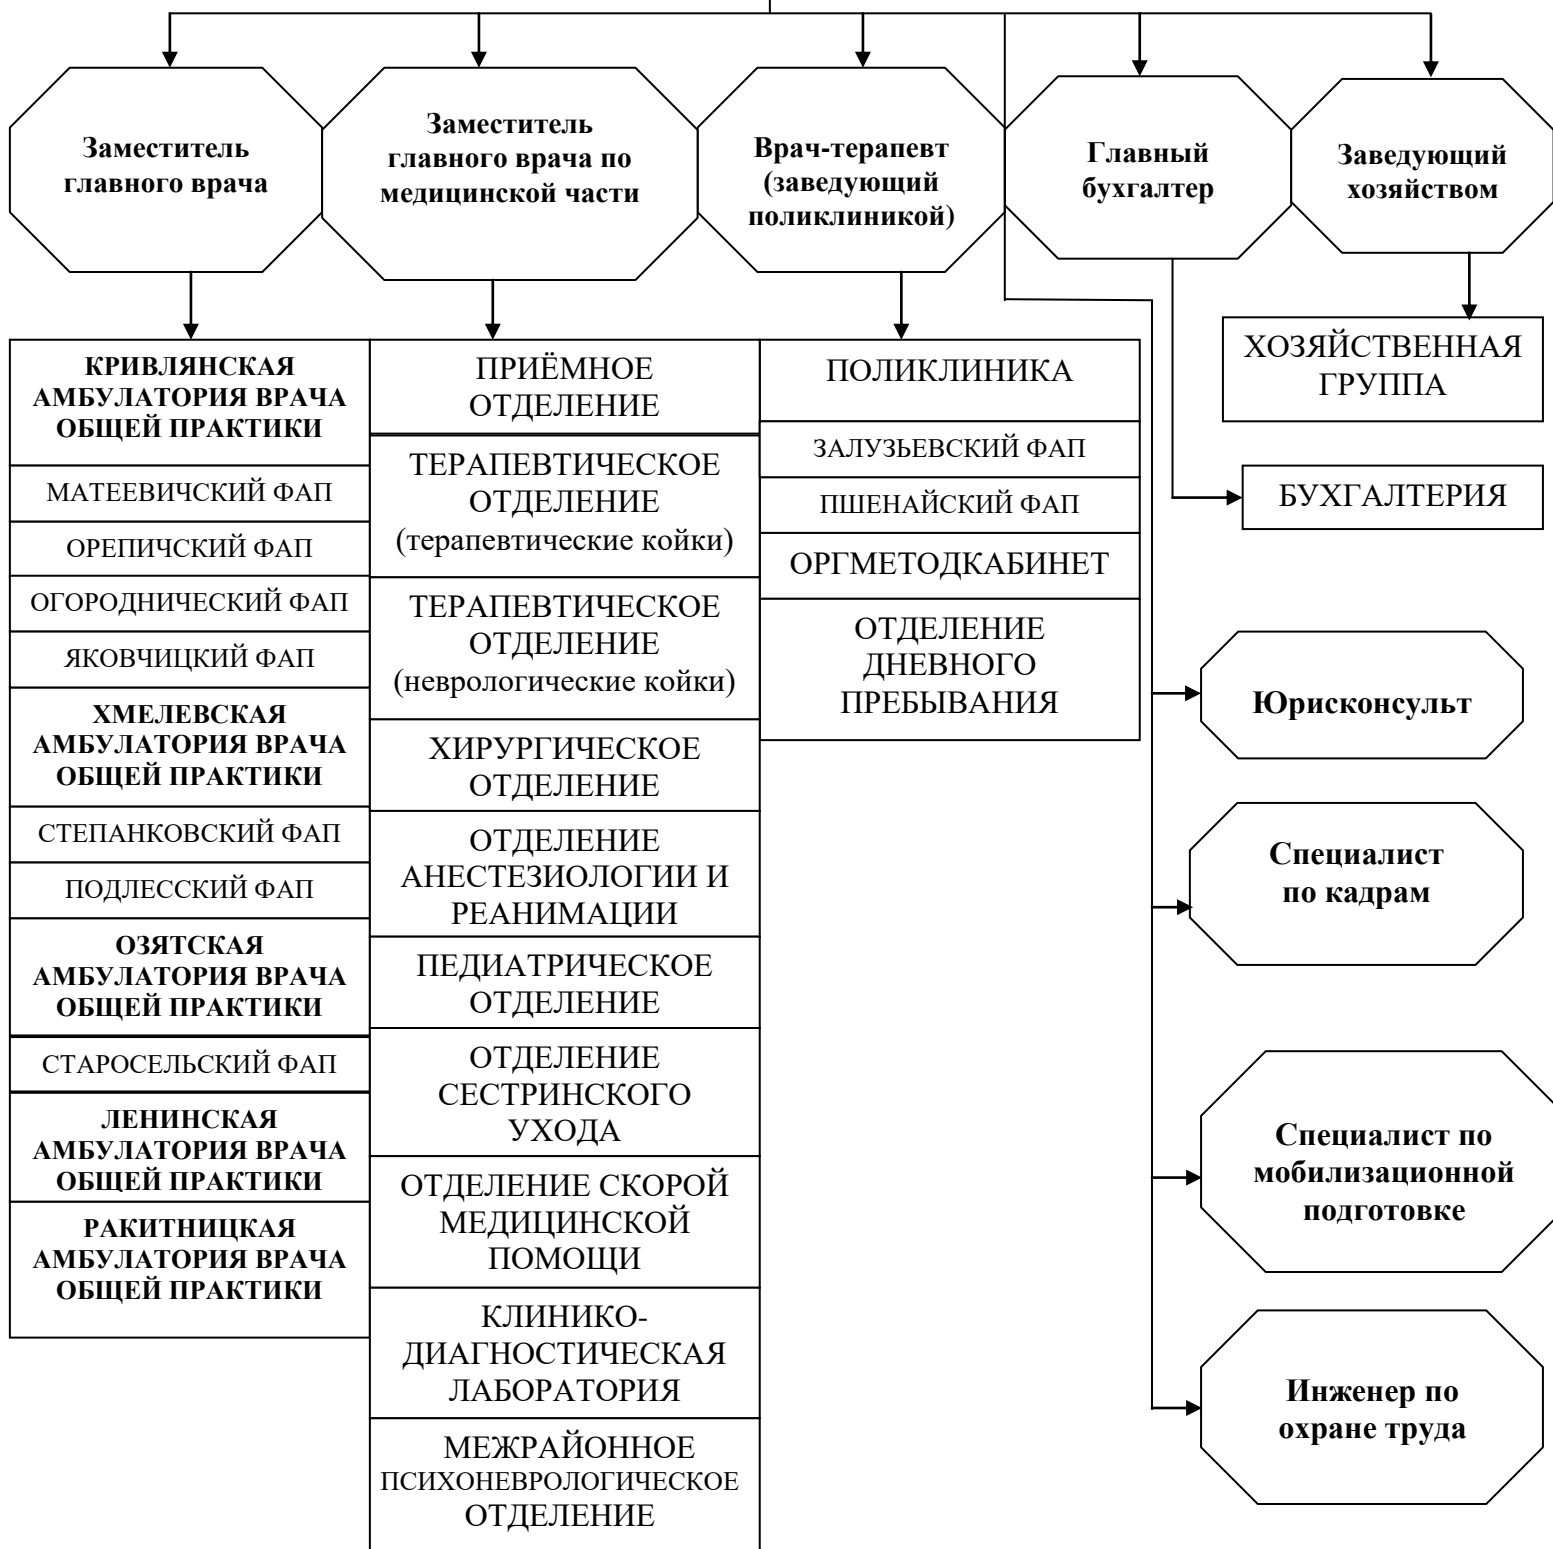 Заместитель
главного врача
Заместитель
главного врача по
медицинской части
Врач-терапевт
(заведующий
поликлиникой)
Главный
бухгалтер
Заведующий
хозяйством
КРИВЛЯНСКАЯ
АМБУЛАТОРИЯ ВРАЧА
ОБЩЕЙ ПРАКТИКИ
МАТЕЕВИЧСКИЙ ФАП
ОРЕПИЧСКИЙ ФАП
ОГОРОДНИЧЕСКИЙ ФАП
ЯКОВЧИЦКИЙ ФАП
ХМЕЛЕВСКАЯ
АМБУЛАТОРИЯ ВРАЧА
ОБЩЕЙ ПРАКТИКИ
СТЕПАНКОВСКИЙ ФАП
ПОДЛЕССКИЙ ФАП
ОЗЯТСКАЯ
АМБУЛАТОРИЯ ВРАЧА
ОБЩЕЙ ПРАКТИКИ
СТАРОСЕЛЬСКИЙ ФАП
ЛЕНИНСКАЯ
АМБУЛАТОРИЯ ВРАЧА
ОБЩЕЙ ПРАКТИКИ
РАКИТНИЦКАЯ
АМБУЛАТОРИЯ ВРАЧА
ОБЩЕЙ ПРАКТИКИ
ПРИЁМНОЕ
ОТДЕЛЕНИЕ
ТЕРАПЕВТИЧЕСКОЕ
ОТДЕЛЕНИЕ
(терапевтические койки)
ТЕРАПЕВТИЧЕСКОЕ
ОТДЕЛЕНИЕ
(неврологические койки)
ХИРУРГИЧЕСКОЕ
ОТДЕЛЕНИЕ
ОТДЕЛЕНИЕ
АНЕСТЕЗИОЛОГИИ И
РЕАНИМАЦИИ
ПЕДИАТРИЧЕСКОЕ
ОТДЕЛЕНИЕ
ОТДЕЛЕНИЕ
СЕСТРИНСКОГО
УХОДА
ОТДЕЛЕНИЕ СКОРОЙ
МЕДИЦИНСКОЙ
ПОМОЩИ
КЛИНИКО-
ДИАГНОСТИЧЕСКАЯ
ЛАБОРАТОРИЯ
МЕЖРАЙОННОЕ
ПСИХОНЕВРОЛОГИЧЕСКОЕ
ОТДЕЛЕНИЕ
ПОЛИКЛИНИКА
ЗАЛУЗЬЕВСКИЙ ФАП
ПШЕНАЙСКИЙ ФАП
ОРГМЕТОДКАБИНЕТ
ОТДЕЛЕНИЕ
ДНЕВНОГО
ПРЕБЫВАНИЯ
ХОЗЯЙСТВЕННАЯ
ГРУППА
БУХГАЛТЕРИЯ
Юрисконсульт
Специалист
по кадрам
Специалист по
мобилизационной
подготовке
Инженер по
охране труда